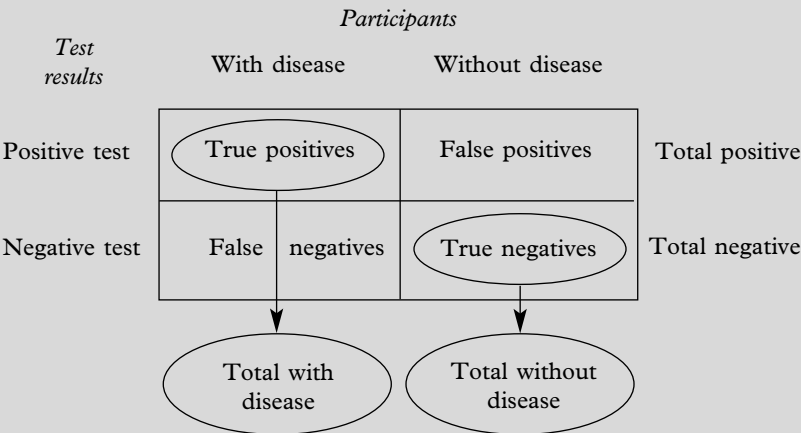 Participants
Test
results
With disease Without disease
Positive test True positives False positives Total positive
Negative test False negatives True negatives Total negative
Total with
disease
Total without
disease